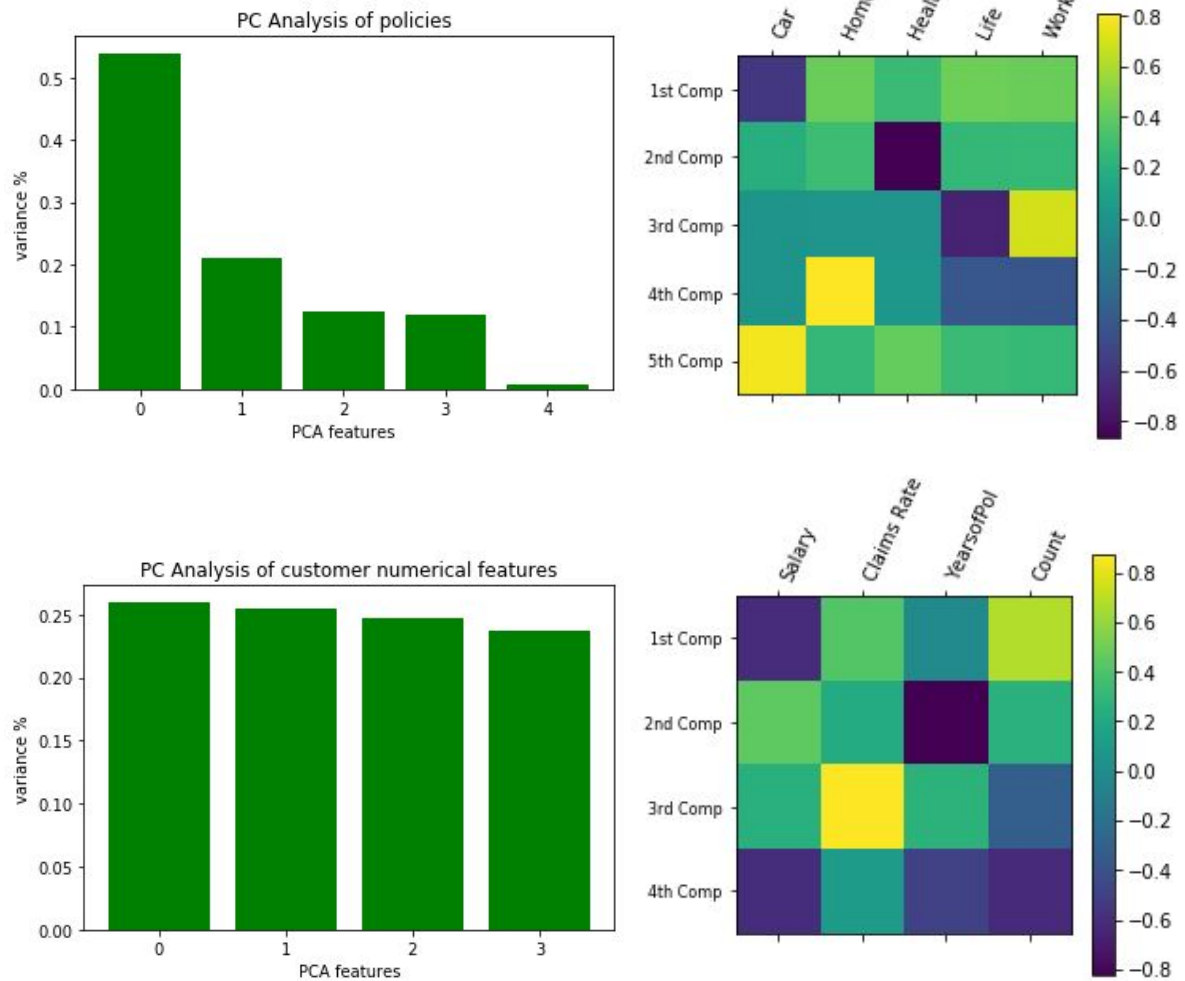 PC Analysis of policies
variance %
0.5
0.4
0.3
0.2
0.1
0.0
0 1 2 3 4
PCA features
Car Life
1st Comp
2nd Comp
3rd Comp
4th Comp
5th Comp
0.8
0.6
0.4
0.2
0.0
−0.2
−0.4
−0.6
−0.8
PC Analysis of customer numerical features
variance %
0.25
0.20
0.15
0.10
0.05
0.00
0 1 2 3
PCA features
Salary Claims Rate YearsofPol Count
1st Comp
2nd Comp
3rd Comp
4th Comp
0.8
0.6
0.4
0.2
0.0
−0.2
−0.4
−0.6
−0.8